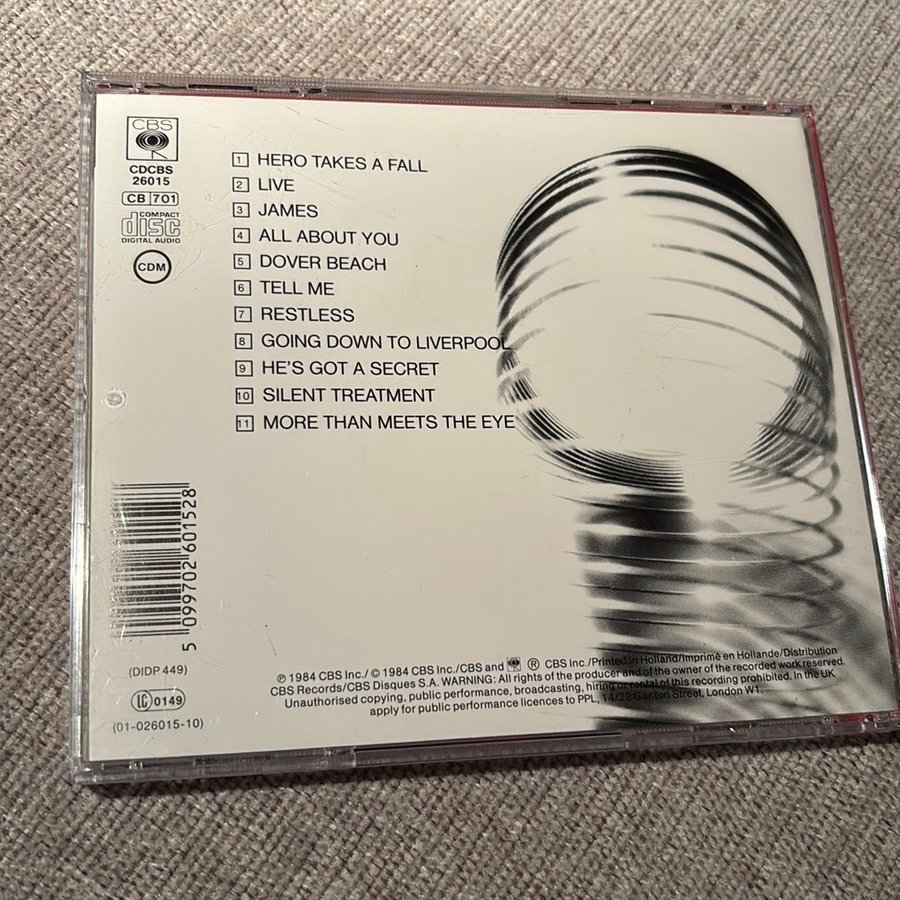 CBS
CDCBS
26015
CB 701
COMPACT
disc
DIGITAL AUDIO
CDM
1 HERO TAKES A FALL
2 LIVE
3 JAMES
4 ALL ABOUT YOU
5 DOVER BEACH
6 TELL ME
7 RESTLESS
8 GOING DOWN TO LIVERPOOL
9 HE'S GOT A SECRET
10 SILENT TREATMENT
11 MORE THAN MEETS THE EYE
5 099702 601528
(DIDP 449)
LC 0149
(01-026015-10)
℗ 1984 CBS Inc./© 1984 CBS Inc./CBS and ® CBS Inc./Printed in Holland/Imprimé en Hollande/Distribution
CBS Records/CBS Disques S.A. WARNING: All rights of the producer and of the owner of the recorded work reserved.
Unauthorised copying, public performance, broadcasting, hiring or rental of this recording prohibited. In the UK
apply for public performance licences to PPL, 14/22 Ganton Street, London W1.